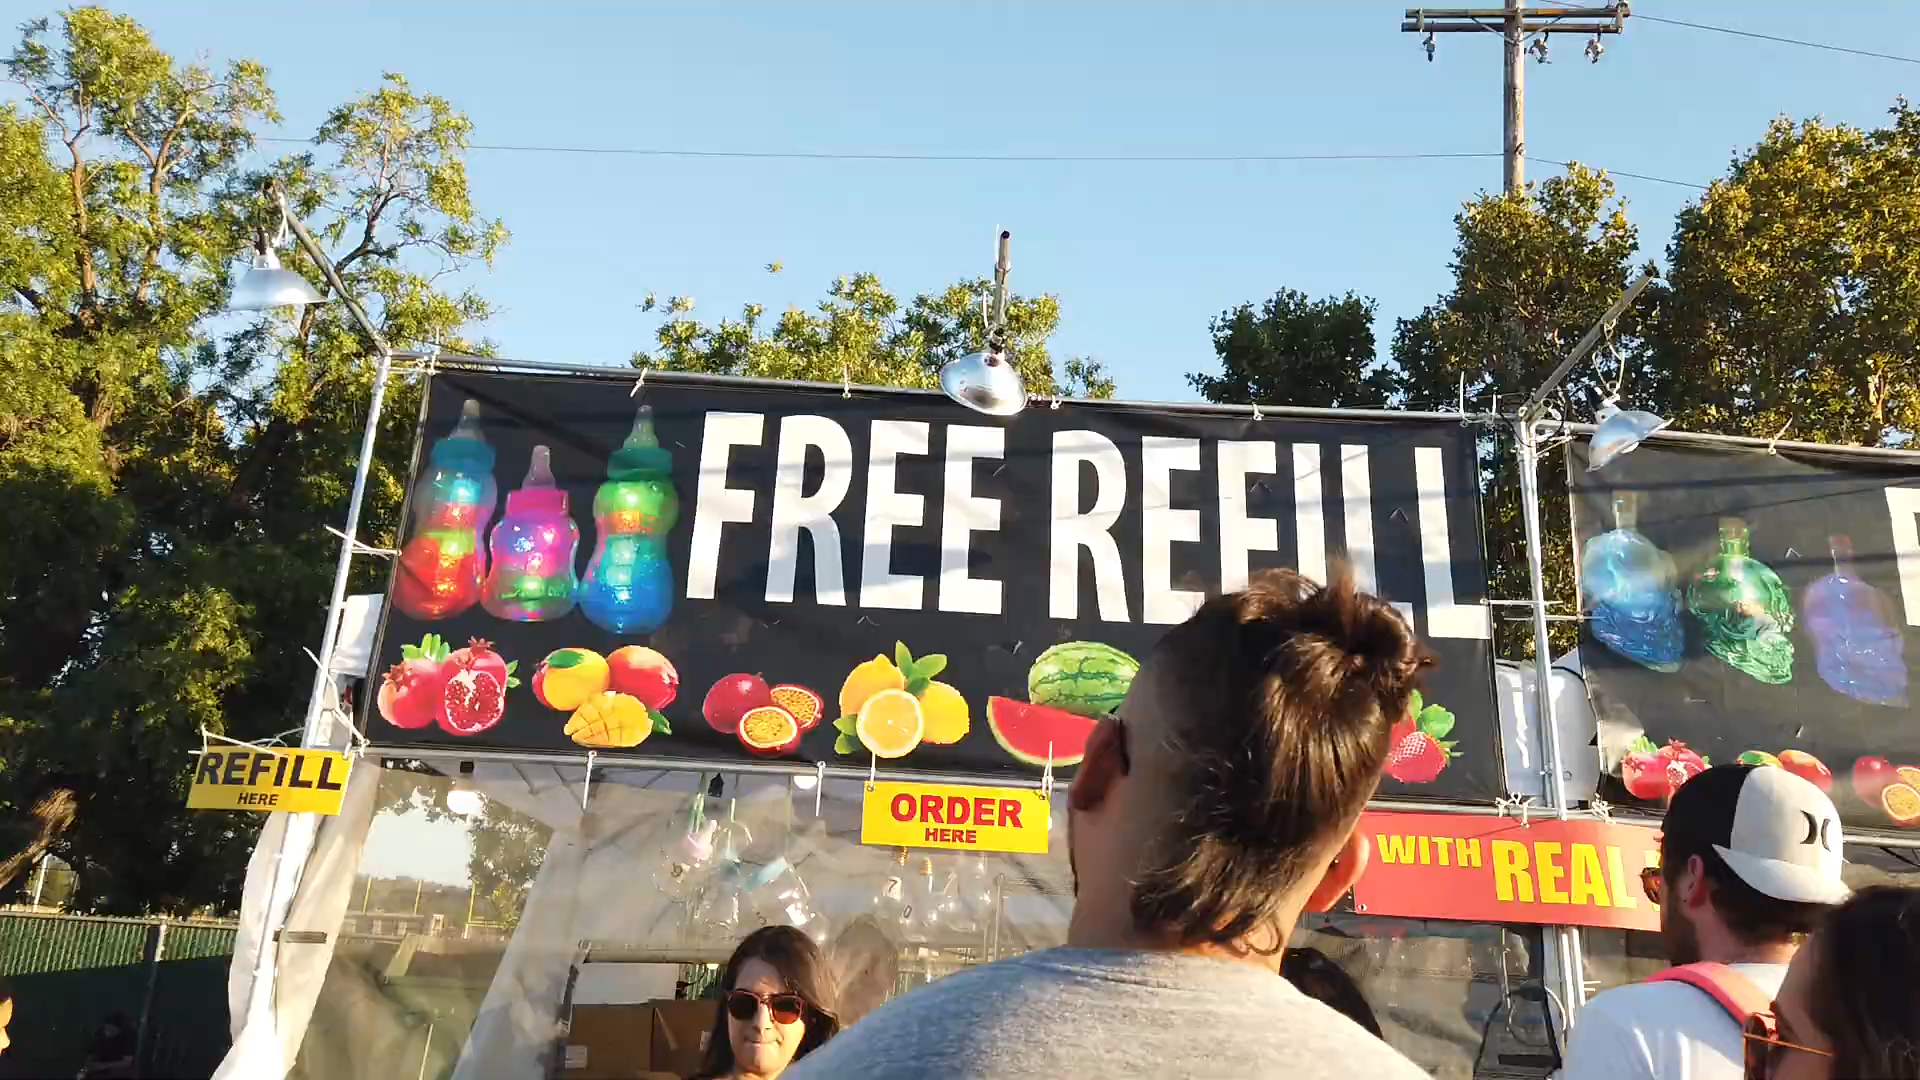 FREE REFILL
REFILL
HERE
ORDER
HERE
WITH REAL